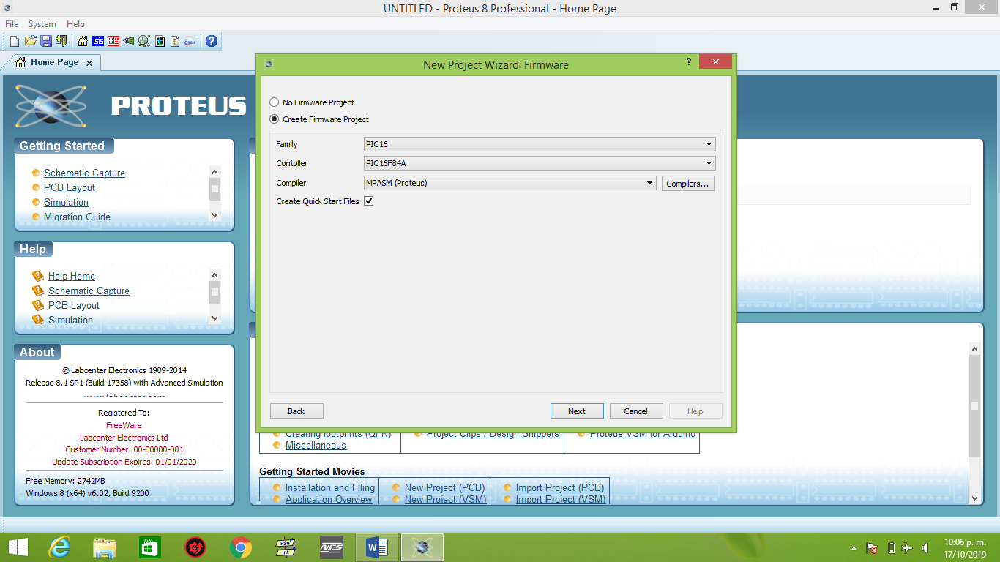 UNTITLED - Proteus 8 Professional - Home Page
File System Help
ISIS ARES
Home Page
PROTEUS
Getting Started
Schematic Capture
PCB Layout
Simulation
Migration Guide
Help
Help Home
Schematic Capture
PCB Layout
Simulation
About
© Labcenter Electronics 1989-2014
Release 8.1 SP1 (Build 17358) with Advanced Simulation
www.labcenter.com
Registered To:
FreeWare
Labcenter Electronics Ltd
Customer Number: 00-00000-001
Update Subscription Expires: 01/01/2020
Free Memory: 2742MB
Windows 8 (x64) v6.02, Build 9200
New Project Wizard: Firmware
No Firmware Project
Create Firmware Project
Family PIC16
Contoller PIC16F84A
Compiler MPASM (Proteus) Compilers...
Create Quick Start Files
Back Next Cancel Help
Creating footprints (QFN) Project Clips / Design Snippets Proteus VSM for Arduino
Miscellaneous
Getting Started Movies
Installation and Filing New Project (PCB) Import Project (PCB)
Application Overview New Project (VSM) Import Project (VSM)
PSe
Int
NFS
10:06 p. m.
17/10/2019